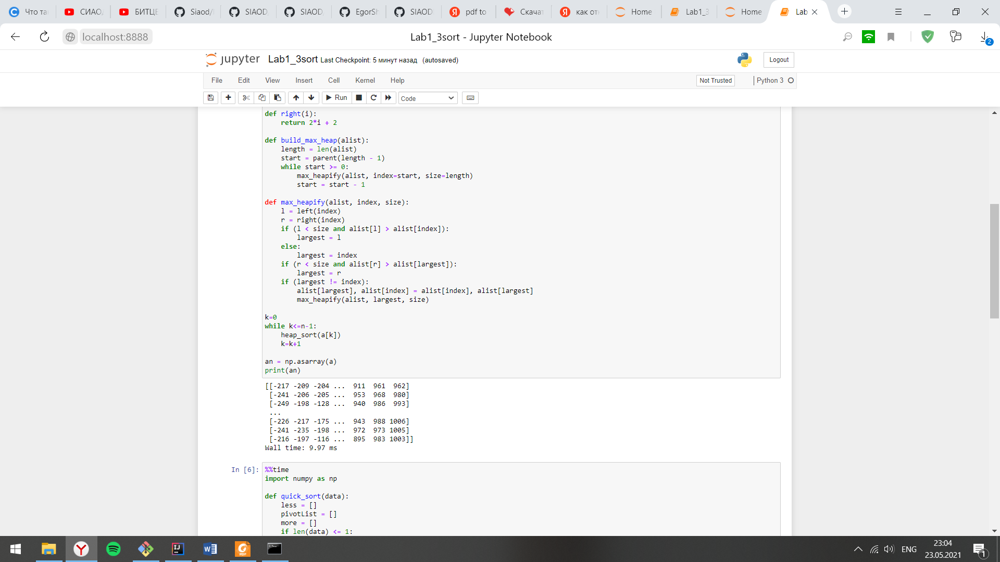 Что та
СИАО
БИТЦЕ
Siaod/
SIAOD
SIAOD
EgorSh
SIAOD
pdf to
Скачат
как отк
Home
Lab1_3
Home
Lab
localhost:8888
Lab1_3sort - Jupyter Notebook
2
jupyter Lab1_3sort Last Checkpoint: 5 минут назад (autosaved)
Logout
File Edit View Insert Cell Kernel Help
Not Trusted
Python 3
Run
Code
def right(i):
    return 2*i + 2
def build_max_heap(alist):
    length = len(alist)
    start = parent(length - 1)
    while start >= 0:
        max_heapify(alist, index=start, size=length)
        start = start - 1
def max_heapify(alist, index, size):
    l = left(index)
    r = right(index)
    if (l < size and alist[l] > alist[index]):
        largest = l
    else:
        largest = index
    if (r < size and alist[r] > alist[largest]):
        largest = r
    if (largest != index):
        alist[largest], alist[index] = alist[index], alist[largest]
        max_heapify(alist, largest, size)
k=0
while k<=n-1:
    heap_sort(a[k])
    k=k+1
an = np.asarray(a)
print(an)
[[-217 -209 -204 ...  911  961  962]
 [-241 -206 -205 ...  953  968  980]
 [-249 -198 -128 ...  940  986  993]
 ...
 [-226 -217 -175 ...  943  988 1006]
 [-241 -235 -198 ...  972  973 1005]
 [-216 -197 -116 ...  895  983 1003]]
Wall time: 9.97 ms
In [6]:
%%time
import numpy as np
def quick_sort(data):
    less = []
    pivotList = []
    more = []
    if len(data) <= 1:
ENG
23:04
23.05.2021
1